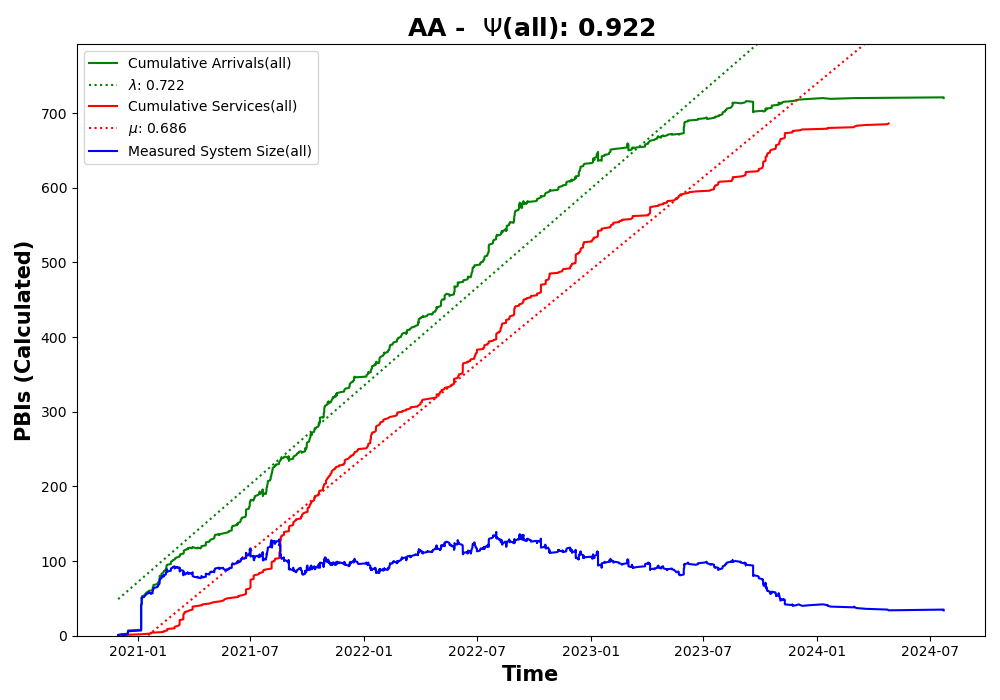 AA - Ψ(all): 0.922
Cumulative Arrivals(all)
λ: 0.722
Cumulative Services(all)
μ: 0.686
Measured System Size(all)
PBIs (Calculated)
700
600
500
400
300
200
100
0
2021-01 2021-07 2022-01 2022-07 2023-01 2023-07 2024-01 2024-07
Time